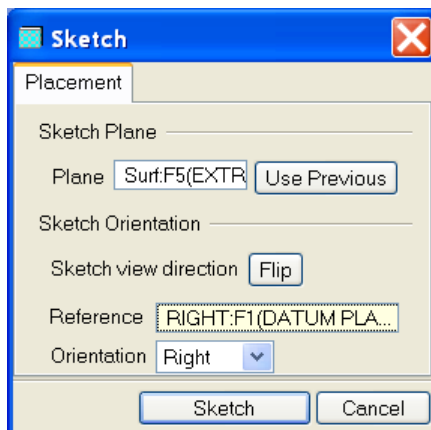 Sketch
Placement
Sketch Plane
Plane Surf:F5(EXTR Use Previous
Sketch Orientation
Sketch view direction Flip
Reference RIGHT:F1(DATUM PLA...
Orientation Right
Sketch Cancel